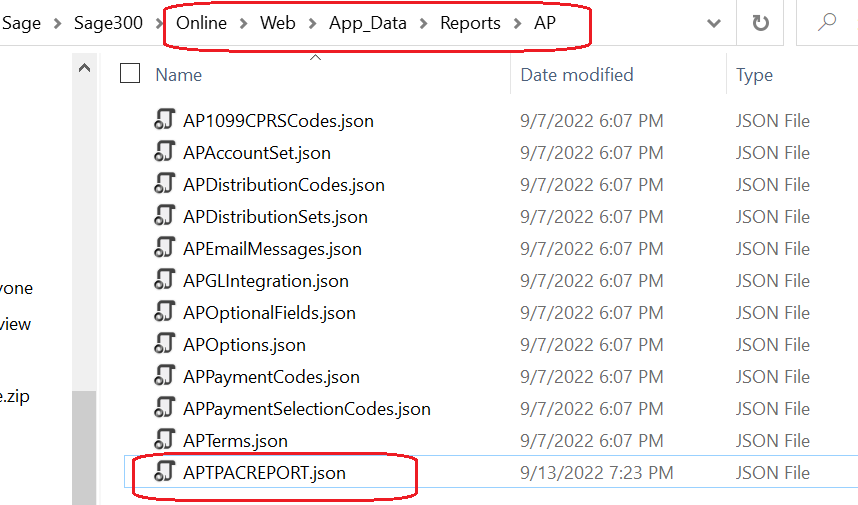 Sage > Sage300 > Online > Web > App_Data > Reports > AP
Name Date modified Type
AP1099CPRSCodes.json 9/7/2022 6:07 PM JSON File
APAccountSet.json 9/7/2022 6:07 PM JSON File
APDistributionCodes.json 9/7/2022 6:07 PM JSON File
APDistributionSets.json 9/7/2022 6:07 PM JSON File
APEmailMessages.json 9/7/2022 6:07 PM JSON File
APGLIntegration.json 9/7/2022 6:07 PM JSON File
yone
APOptionalFields.json 9/7/2022 6:07 PM JSON File
view
APOptions.json 9/7/2022 6:07 PM JSON File
APPaymentCodes.json 9/7/2022 6:07 PM JSON File
e.zip
APPaymentSelectionCodes.json 9/7/2022 6:07 PM JSON File
APTerms.json 9/7/2022 6:07 PM JSON File
APTPACREPORT.json 9/13/2022 7:23 PM JSON File